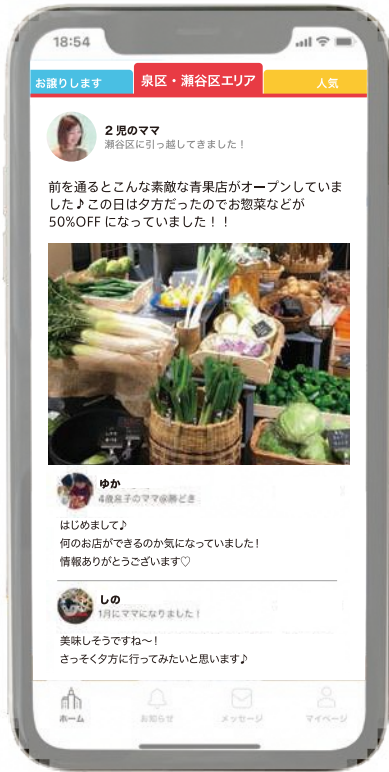 18:54
お譲りします
泉区・瀬谷区エリア
人気
2 児のママ
瀬谷区に引っ越してきました！
前を通るとこんな素敵な青果店がオープンしていま
した♪この日は夕方だったのでお惣菜などが
50%OFF になっていました！！
ゆか
4歳息子のママ@勝どき
はじめまして♪
何のお店ができるのか気になっていました！
情報ありがとうございます♡
しの
1月にママになりました！
美味しそうですね〜！
さっそく夕方に行ってみたいと思います♪
ホーム
お知らせ
メッセージ
マイページ